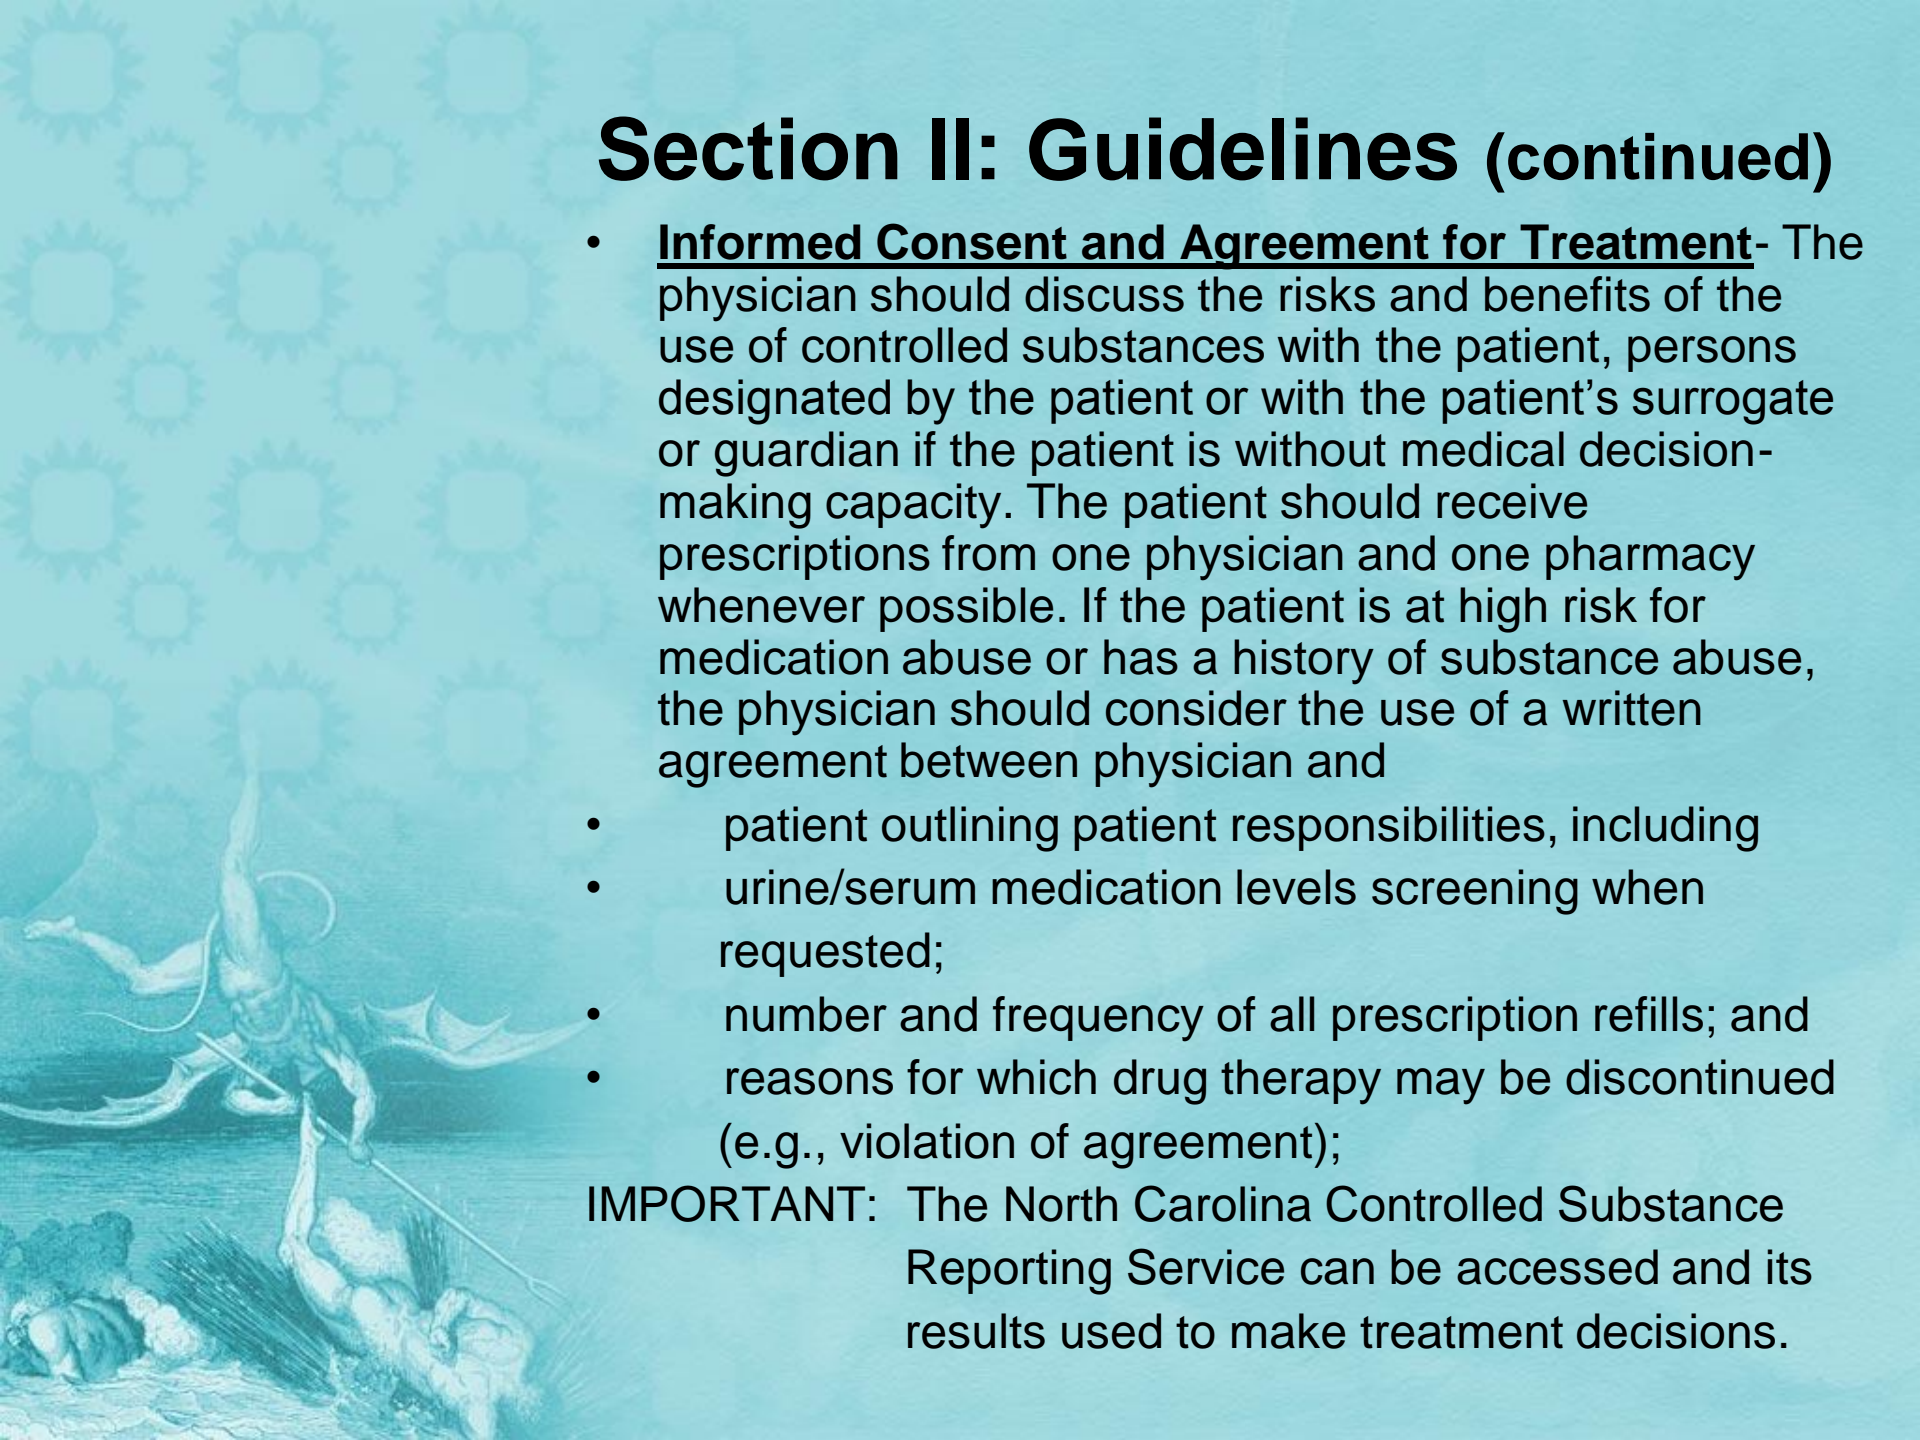 Section II: Guidelines (continued)
• Informed Consent and Agreement for Treatment- The
physician should discuss the risks and benefits of the
use of controlled substances with the patient, persons
designated by the patient or with the patient’s surrogate
or guardian if the patient is without medical decision-
making capacity. The patient should receive
prescriptions from one physician and one pharmacy
whenever possible. If the patient is at high risk for
medication abuse or has a history of substance abuse,
the physician should consider the use of a written
agreement between physician and
• patient outlining patient responsibilities, including
• urine/serum medication levels screening when
requested;
• number and frequency of all prescription refills; and
• reasons for which drug therapy may be discontinued
(e.g., violation of agreement);
IMPORTANT: The North Carolina Controlled Substance
Reporting Service can be accessed and its
results used to make treatment decisions.